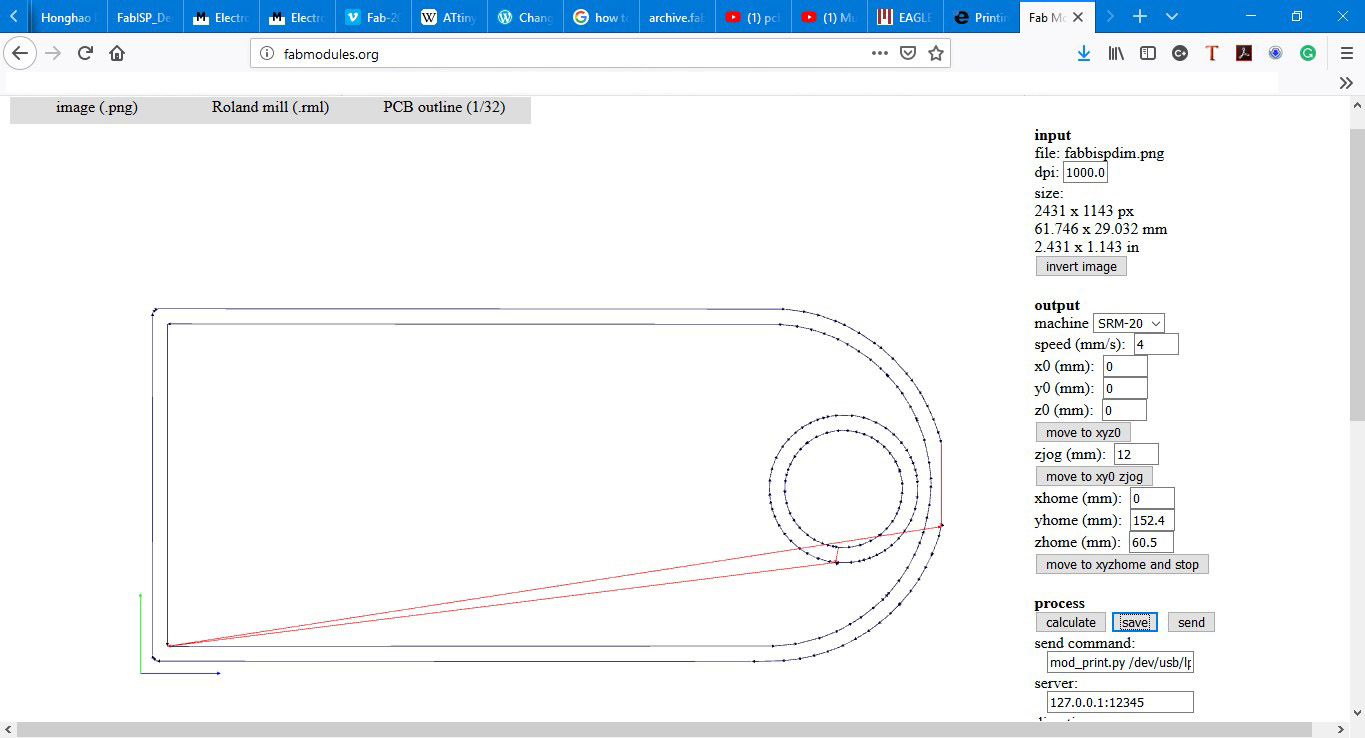 Honghao
FabISP_De
Electro
Electro
Fab-2
ATtiny
Chang
how to
archive.fab
(1) pcb
(1) Mu
EAGLE
Printin
Fab Mo
fabmodules.org
image (.png)
Roland mill (.rml)
PCB outline (1/32)
input
file: fabbispdim.png
dpi: 1000.0
size:
2431 x 1143 px
61.746 x 29.032 mm
2.431 x 1.143 in
invert image
output
machine SRM-20
speed (mm/s): 4
x0 (mm): 0
y0 (mm): 0
z0 (mm): 0
move to xyz0
zjog (mm): 12
move to xy0 zjog
xhome (mm): 0
yhome (mm): 152.4
zhome (mm): 60.5
move to xyzhome and stop
process
calculate save send
send command:
mod_print.py /dev/usb/lp
server:
127.0.0.1:12345